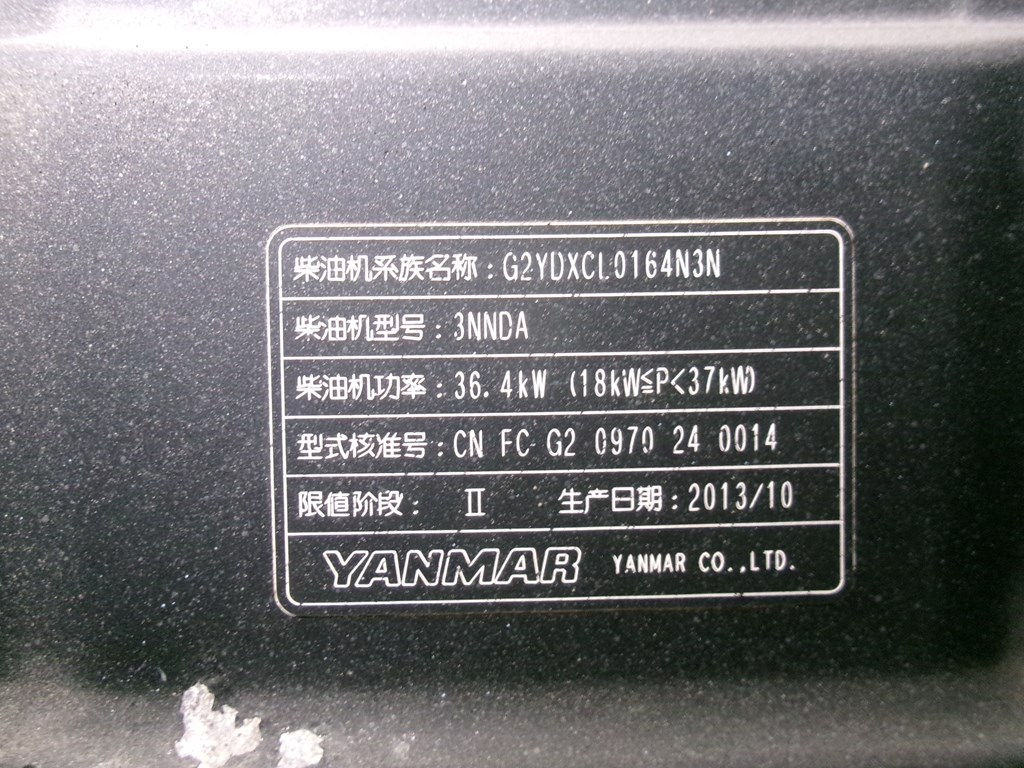 柴油机系族名称：G2YDXCL0164N3N
柴油机型号：3NNDA
柴油机功率：36.4kW (18kW≦P<37kW)
型式核准号：CN FC G2 0970 24 0014
限值阶段： Ⅱ 生产日期：2013/10
YANMAR YANMAR CO.,LTD.